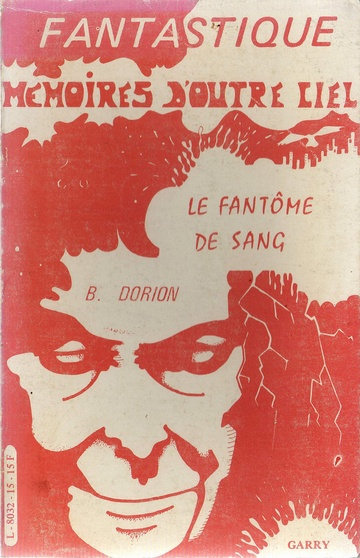 FANTASTIQUE
MEMOIRES D'OUTRE CIEL
LE FANTÔME
DE SANG
B. DORION
L - 8032 - 15 - 15 F
GARRY